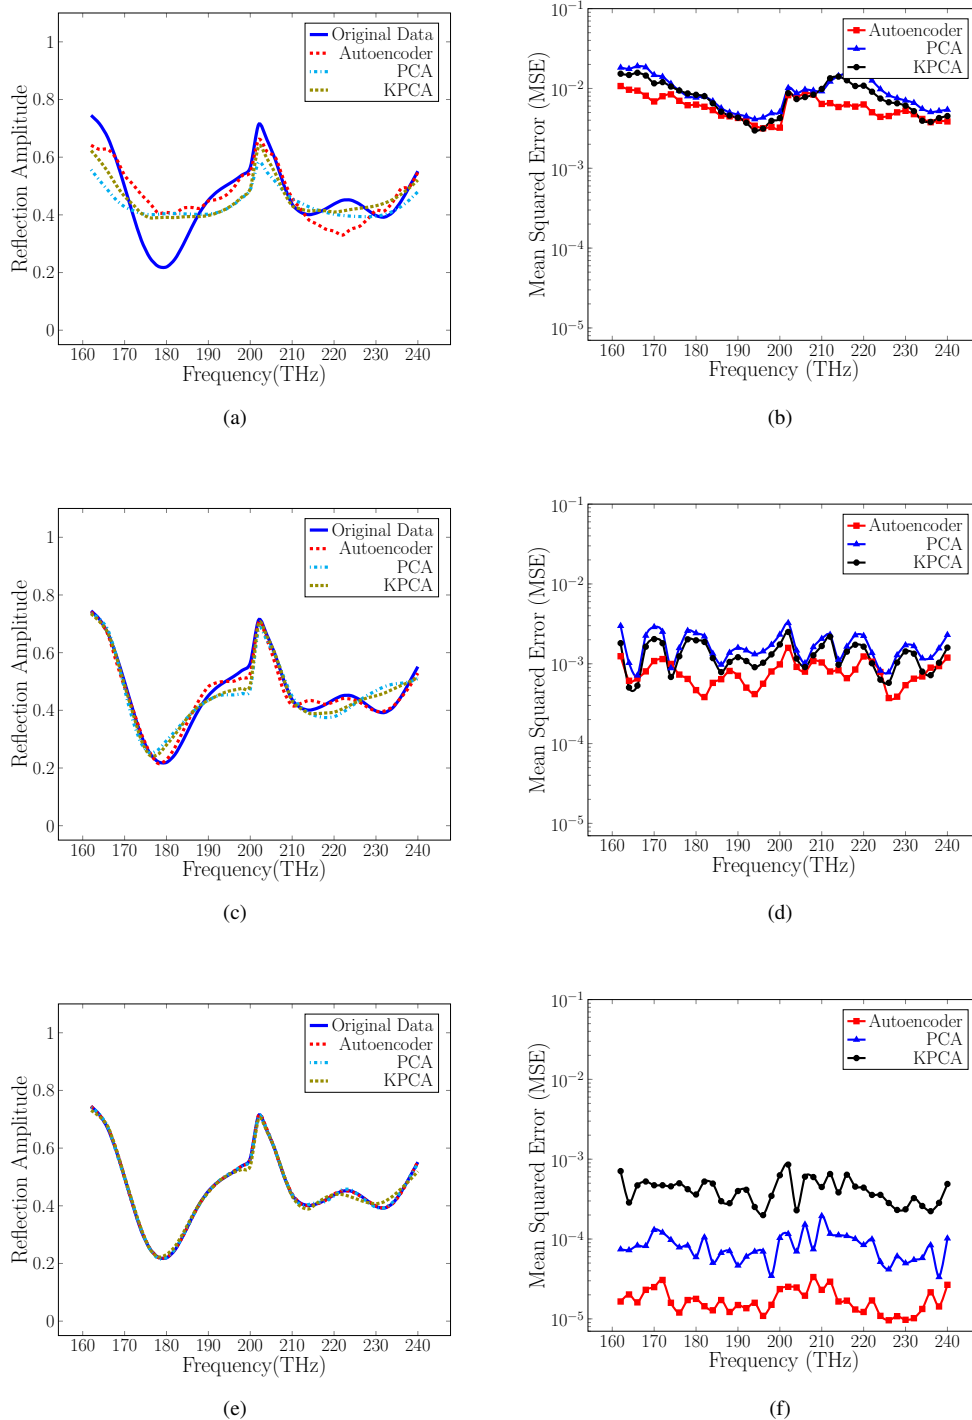 Original Data
Autoencoder
PCA
KPCA
1
0.8
0.6
0.4
0.2
0
Reflection Amplitude
160 170 180 190 200 210 220 230 240
Frequency(THz)
(a)
Autoencoder
PCA
KPCA
10⁻¹
10⁻²
10⁻³
10⁻⁴
10⁻⁵
Mean Squared Error (MSE)
160 170 180 190 200 210 220 230 240
Frequency (THz)
(b)
Original Data
Autoencoder
PCA
KPCA
1
0.8
0.6
0.4
0.2
0
Reflection Amplitude
160 170 180 190 200 210 220 230 240
Frequency(THz)
(c)
Autoencoder
PCA
KPCA
10⁻¹
10⁻²
10⁻³
10⁻⁴
10⁻⁵
Mean Squared Error (MSE)
160 170 180 190 200 210 220 230 240
Frequency(THz)
(d)
Original Data
Autoencoder
PCA
KPCA
1
0.8
0.6
0.4
0.2
0
Reflection Amplitude
160 170 180 190 200 210 220 230 240
Frequency(THz)
(e)
Autoencoder
PCA
KPCA
10⁻¹
10⁻²
10⁻³
10⁻⁴
10⁻⁵
Mean Squared Error (MSE)
160 170 180 190 200 210 220 230 240
Frequency (THz)
(f)